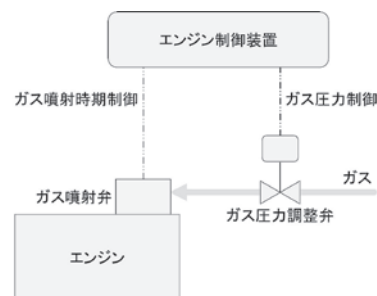 エンジン制御装置
ガス噴射時期制御
ガス圧力制御
ガス
ガス噴射弁
ガス圧力調整弁
エンジン